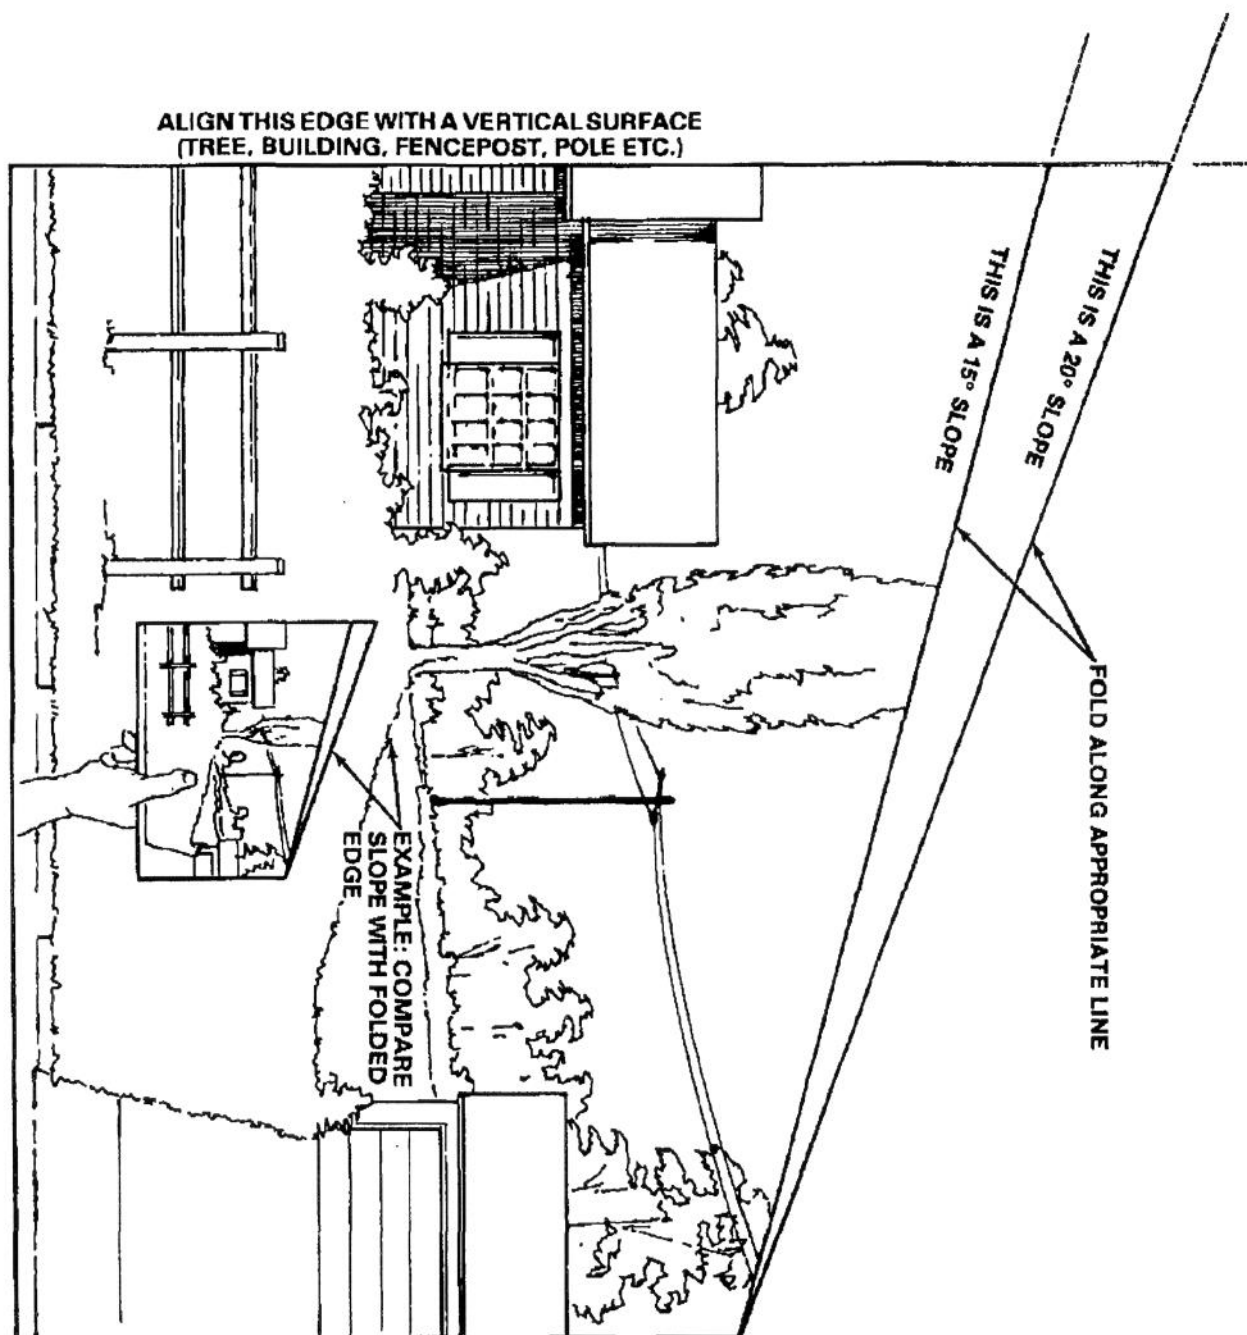 ALIGN THIS EDGE WITH A VERTICAL SURFACE
(TREE, BUILDING, FENCEPOST, POLE ETC.)
THIS IS A 15° SLOPE
THIS IS A 20° SLOPE
FOLD ALONG APPROPRIATE LINE
EXAMPLE: COMPARE
SLOPE WITH FOLDED
EDGE